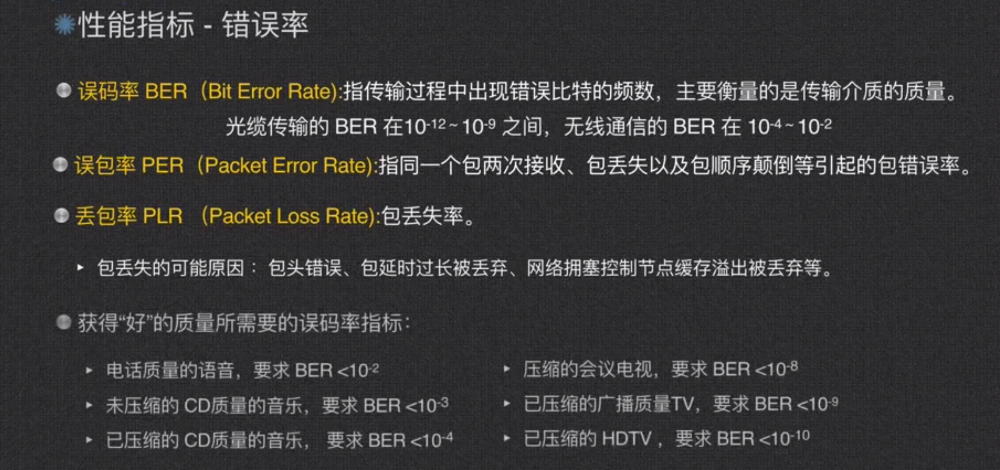 性能指标 - 错误率
误码率 BER（Bit Error Rate):指传输过程中出现错误比特的频数，主要衡量的是传输介质的质量。
光缆传输的 BER 在10⁻¹² ~ 10⁻⁹ 之间，无线通信的 BER 在 10⁻⁴ ~ 10⁻²
误包率 PER（Packet Error Rate):指同一个包两次接收、包丢失以及包顺序颠倒等引起的包错误率。
丢包率 PLR （Packet Loss Rate):包丢失率。
包丢失的可能原因： 包头错误、包延时过长被丢弃、网络拥塞控制节点缓存溢出被丢弃等。
获得“好”的质量所需要的误码率指标：
电话质量的语音，要求 BER <10⁻²
未压缩的 CD质量的音乐，要求 BER <10⁻³
已压缩的 CD质量的音乐， 要求 BER <10⁻⁴
压缩的会议电视，要求 BER <10⁻⁸
已压缩的广播质量TV，要求 BER <10⁻⁹
已压缩的 HDTV ，要求 BER <10⁻¹⁰